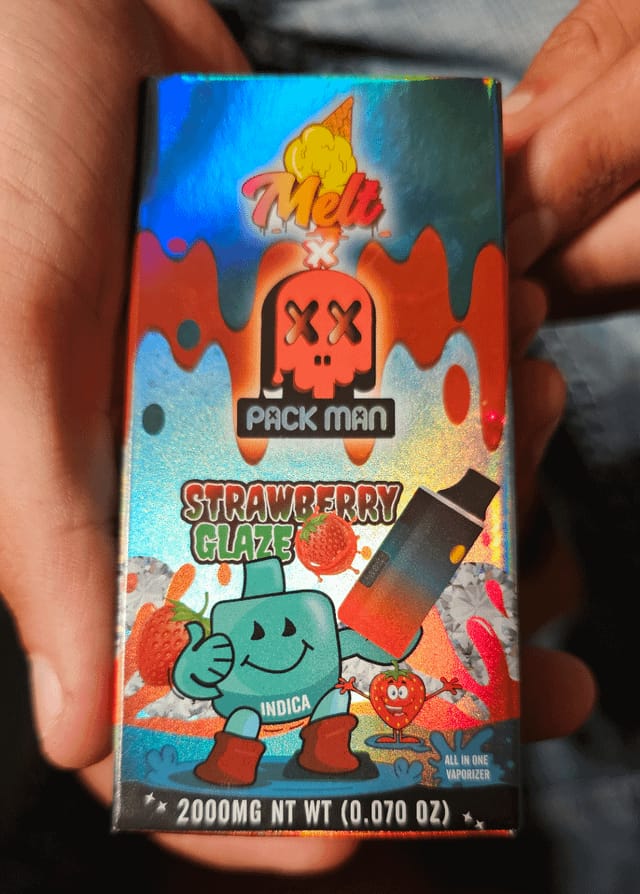 Melt
X
PACK MAN
STRAWBERRY
GLAZE
INDICA
ALL IN ONE
VAPORIZER
2000MG NT WT (0.070 OZ)